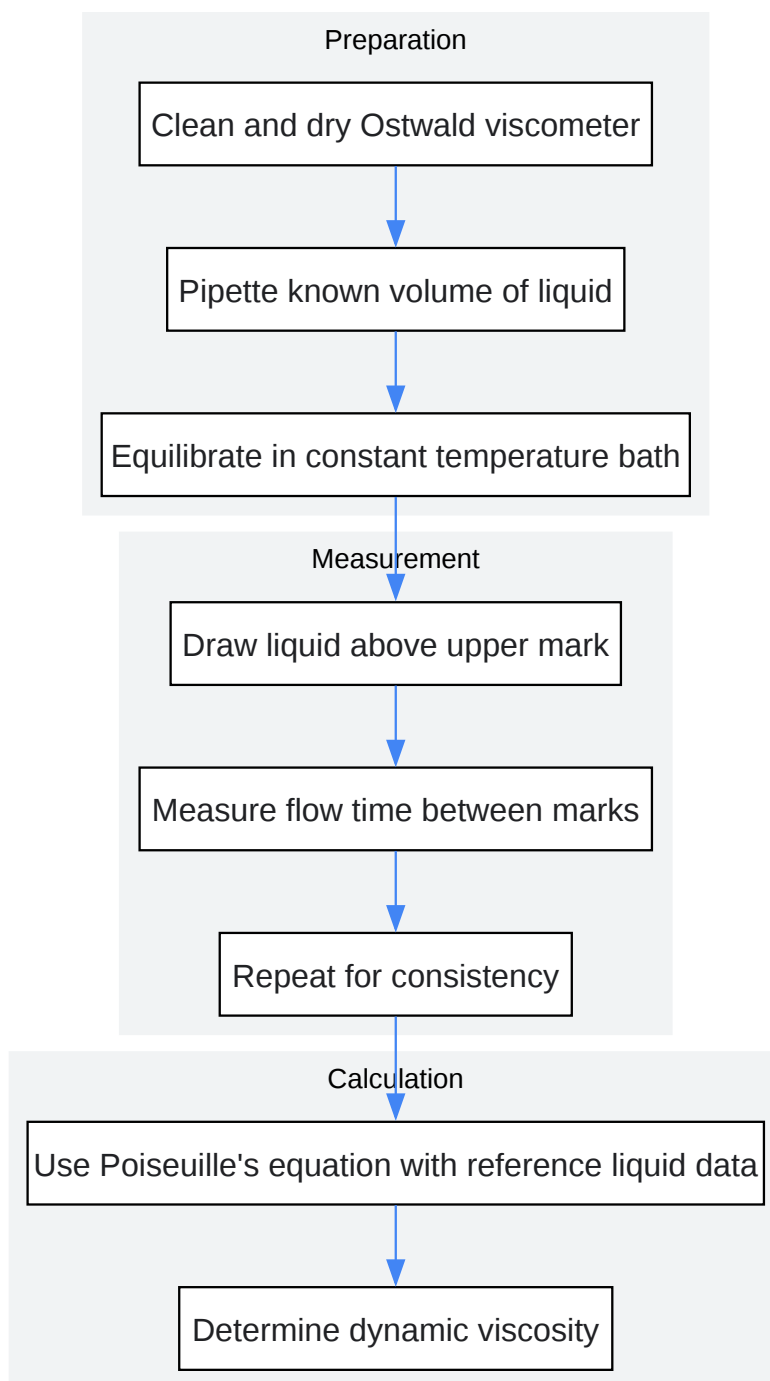 Preparation
Clean and dry Ostwald viscometer
Pipette known volume of liquid
Equilibrate in constant temperature bath
Measurement
Draw liquid above upper mark
Measure flow time between marks
Repeat for consistency
Calculation
Use Poiseuille's equation with reference liquid data
Determine dynamic viscosity